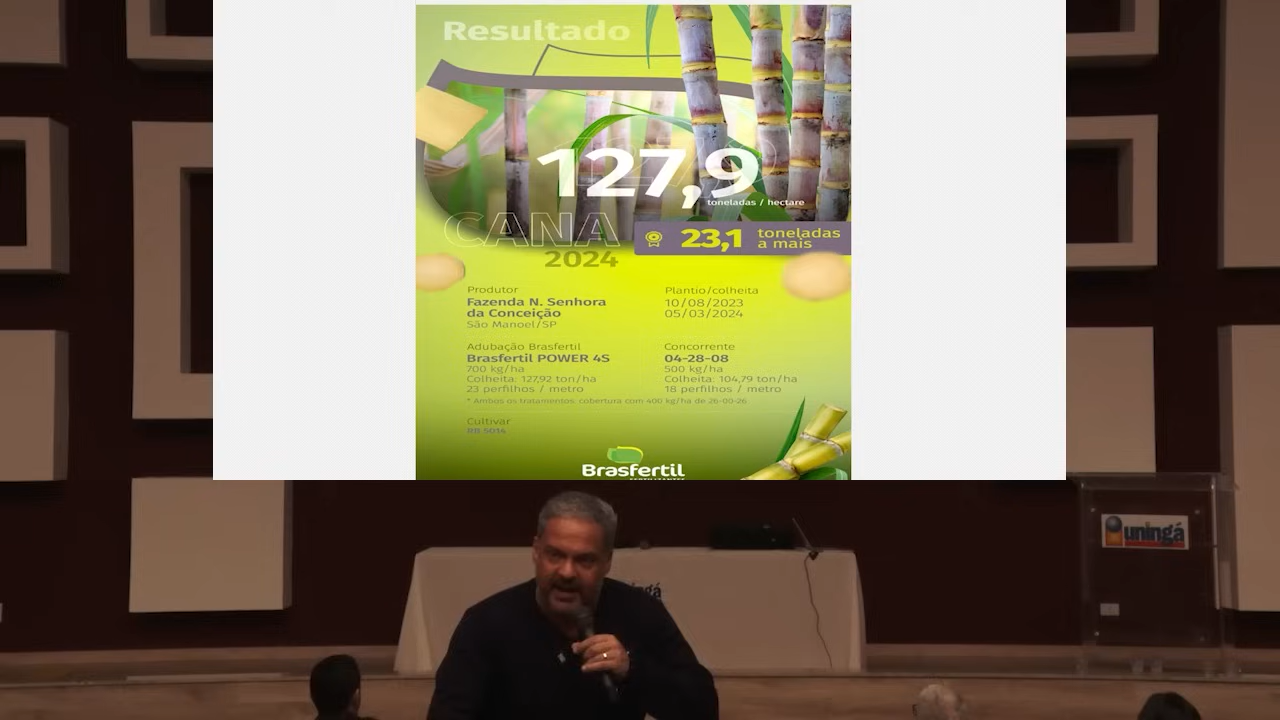 Resultado
127,9
toneladas / hectare
CANA
2024
23,1 toneladas
a mais
Produtor
Fazenda N. Senhora
da Conceição
São Manoel/SP
Plantio/colheita
10/08/2023
05/03/2024
Adubação Brasfertil
Brasfertil POWER 4S
700 kg/ha
Colheita: 127,92 ton/ha
23 perfilhos / metro
Concorrente
04-28-08
500 kg/ha
Colheita: 104,79 ton/ha
18 perfilhos / metro
* Ambos os tratamentos: cobertura com 400 kg/ha de 26-00-26
Cultivar
RB 5014
Brasfertil
uningá